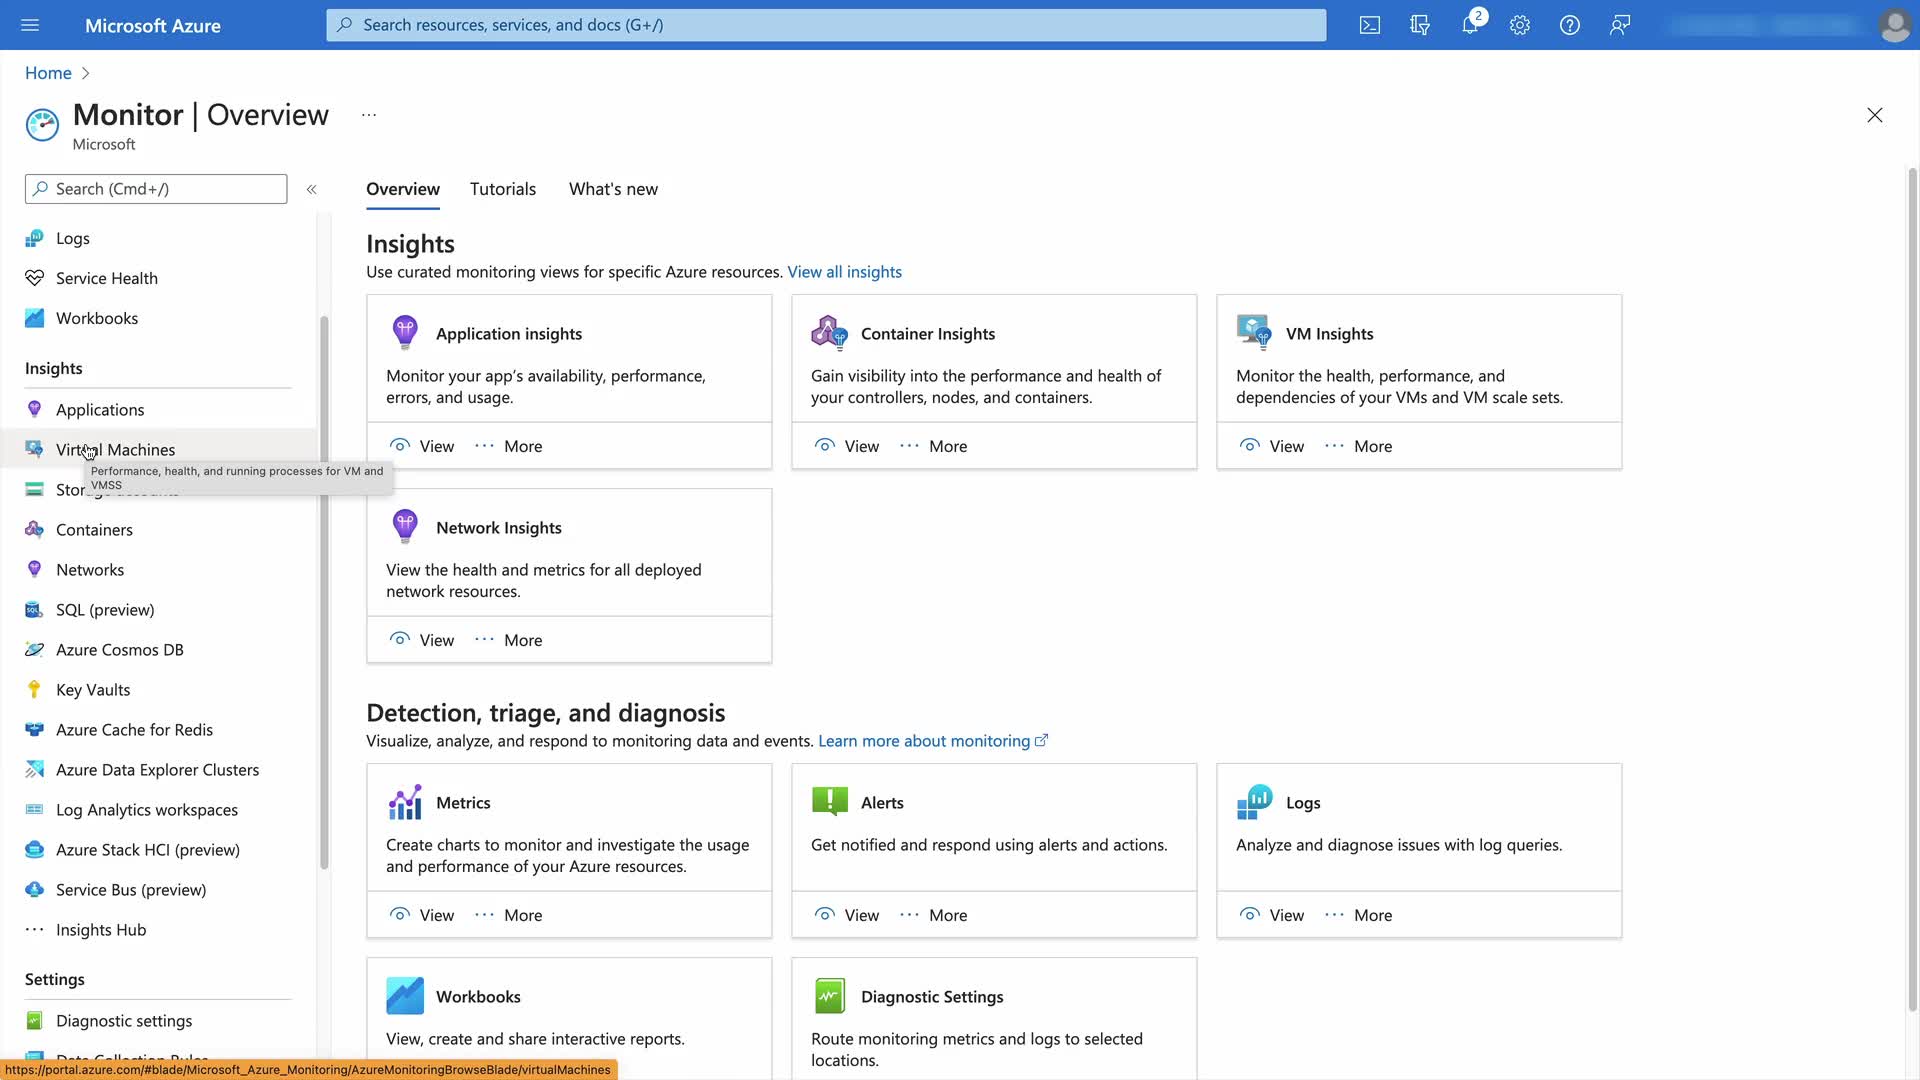 Microsoft Azure
Search resources, services, and docs (G+/)
2
Home
Monitor | Overview
...
Microsoft
Search (Cmd+/)
«
Logs
Service Health
Workbooks
Insights
Applications
Virtual Machines
Performance, health, and running processes for VM and
VMSS
Containers
Networks
SQL (preview)
Azure Cosmos DB
Key Vaults
Azure Cache for Redis
Azure Data Explorer Clusters
Log Analytics workspaces
Azure Stack HCI (preview)
Service Bus (preview)
Insights Hub
Settings
Diagnostic settings
Data Collection Rules
https://portal.azure.com/#blade/Microsoft_Azure_Monitoring/AzureMonitoringBrowseBlade/virtualMachines
Overview
Tutorials
What's new
Insights
Use curated monitoring views for specific Azure resources. View all insights
Application insights
Monitor your app’s availability, performance,
errors, and usage.
View ··· More
Container Insights
Gain visibility into the performance and health of
your controllers, nodes, and containers.
View ··· More
VM Insights
Monitor the health, performance, and
dependencies of your VMs and VM scale sets.
View ··· More
Network Insights
View the health and metrics for all deployed
network resources.
View ··· More
Detection, triage, and diagnosis
Visualize, analyze, and respond to monitoring data and events. Learn more about monitoring
Metrics
Create charts to monitor and investigate the usage
and performance of your Azure resources.
View ··· More
Alerts
Get notified and respond using alerts and actions.
View ··· More
Logs
Analyze and diagnose issues with log queries.
View ··· More
Workbooks
View, create and share interactive reports.
Diagnostic Settings
Route monitoring metrics and logs to selected
locations.